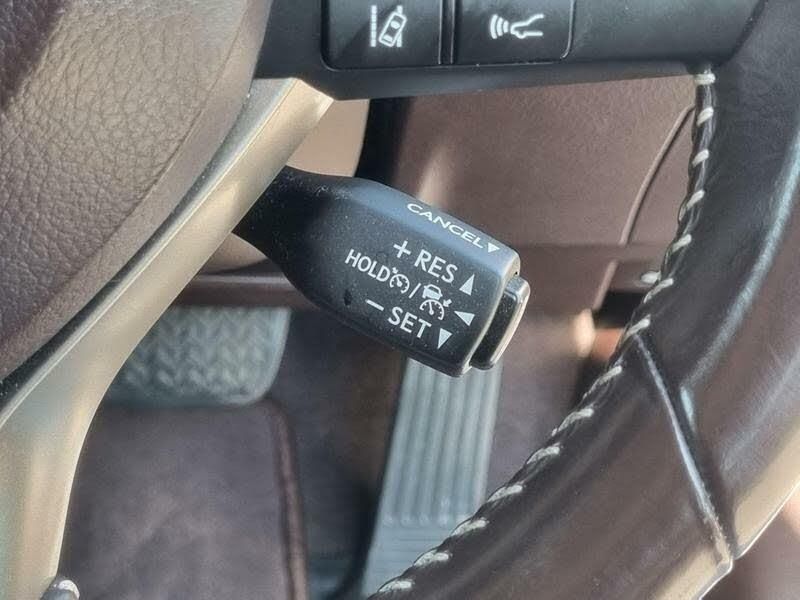 CANCEL▼
+ RES ▲
HOLD / ◀
− SET ▼